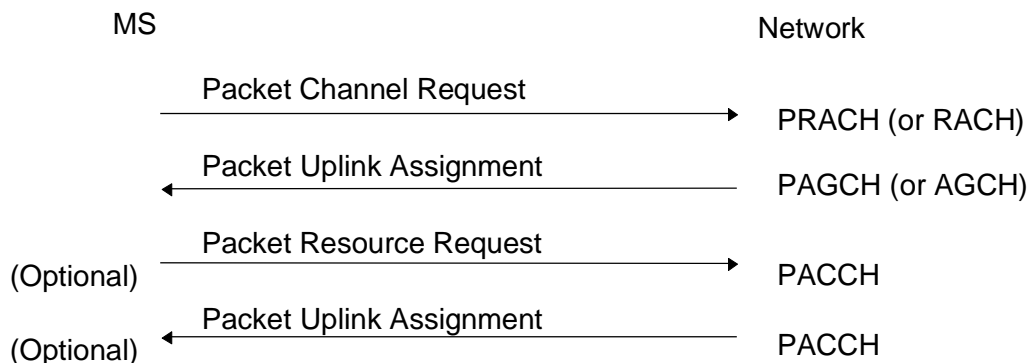 MS
Network
Packet Channel Request
PRACH (or RACH)
Packet Uplink Assignment
PAGCH (or AGCH)
Packet Resource Request
(Optional)
PACCH
Packet Uplink Assignment
(Optional)
PACCH